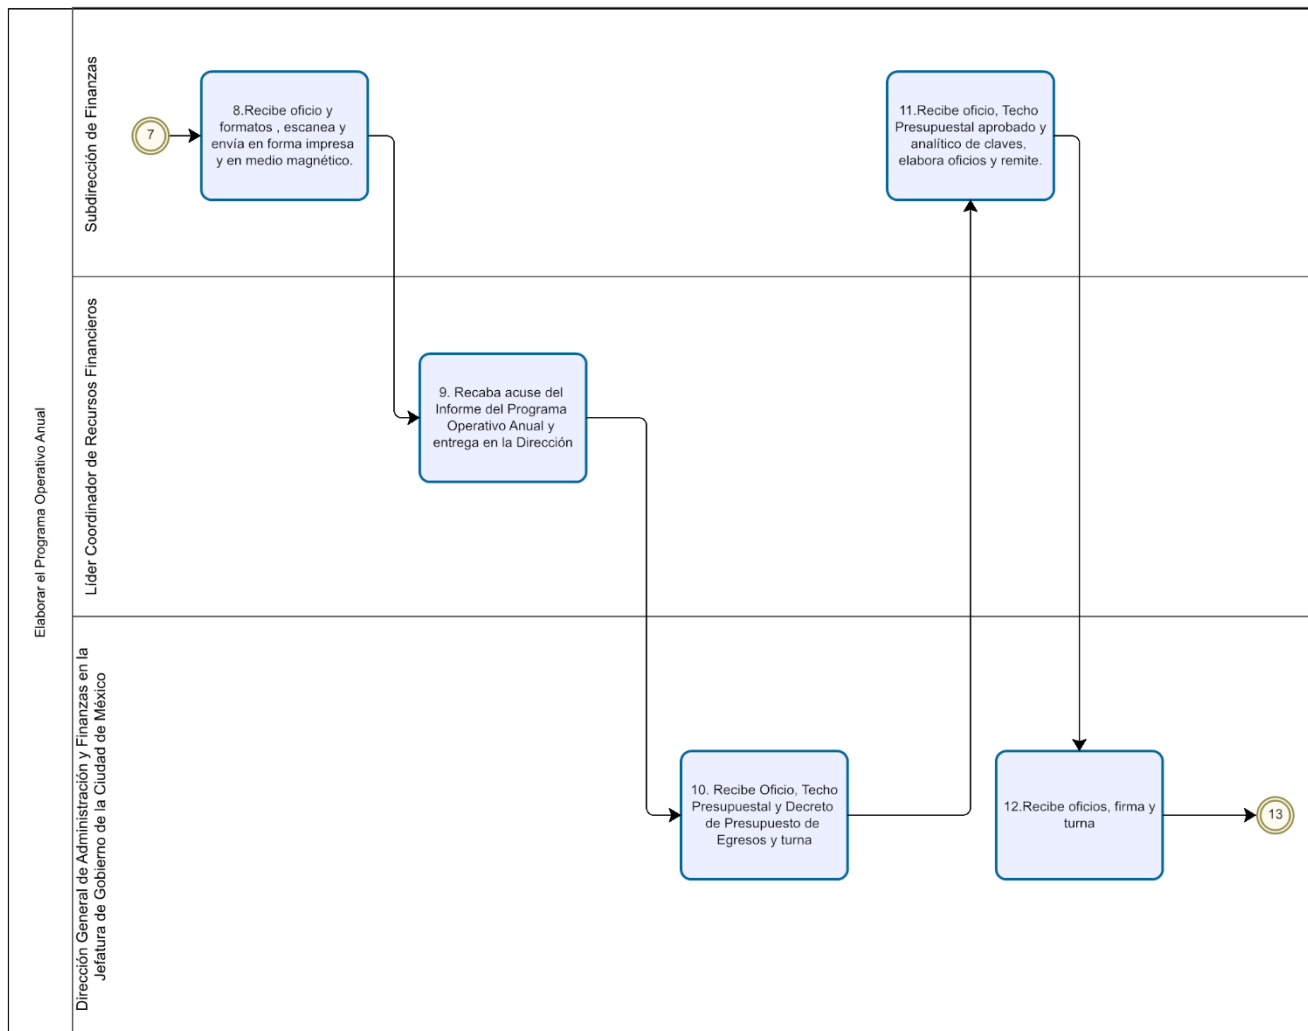 Elaborar el Programa Operativo Anual
Subdirección de Finanzas
7
8.Recibe oficio y
formatos , escanea y
envía en forma impresa
y en medio magnético.
11.Recibe oficio, Techo
Presupuestal aprobado y
analítico de claves,
elabora oficios y remite.
Líder Coordinador de Recursos Financieros
9. Recaba acuse del
Informe del Programa
Operativo Anual y
entrega en la Dirección
Dirección General de Administración y Finanzas en la
Jefatura de Gobierno de la Ciudad de México
10. Recibe Oficio, Techo
Presupuestal y Decreto
de Presupuesto de
Egresos y turna
12.Recibe oficios, firma y
turna
13